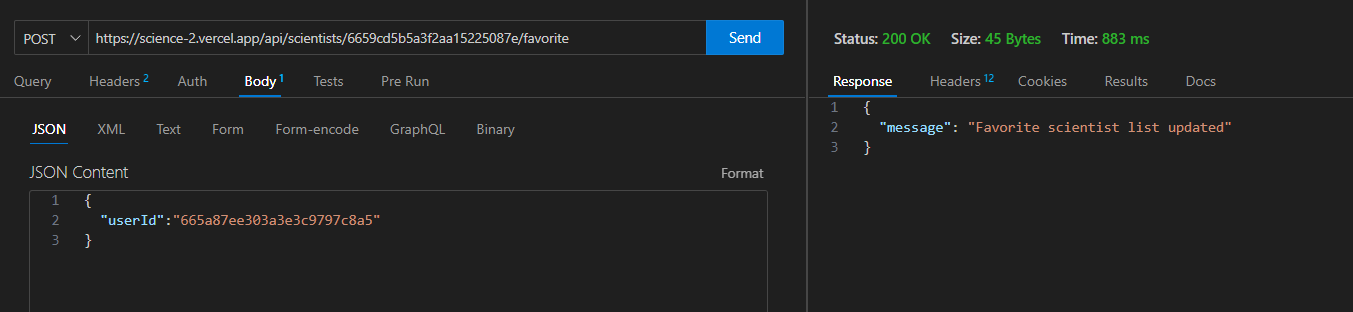 POST https://science-2.vercel.app/api/scientists/6659cd5b5a3f2aa15225087e/favorite Send
Query Headers 2 Auth Body 1 Tests Pre Run
JSON XML Text Form Form-encode GraphQL Binary
JSON Content Format
1 {
2 "userId":"665a87ee303a3e3c9797c8a5"
3 }
Status: 200 OK Size: 45 Bytes Time: 883 ms
Response Headers 12 Cookies Results Docs
1 {
2 "message": "Favorite scientist list updated"
3 }